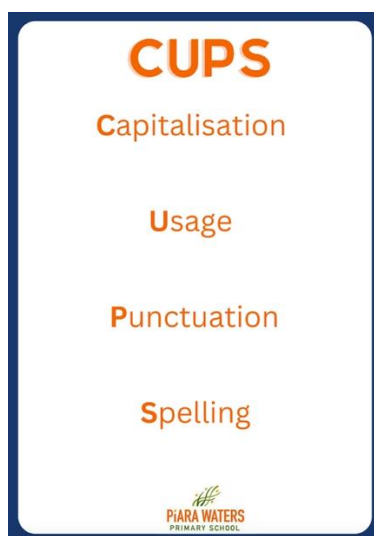 CUPS
Capitalisation
Usage
Punctuation
Spelling
PiARA WATERS
PRIMARY SCHOOL